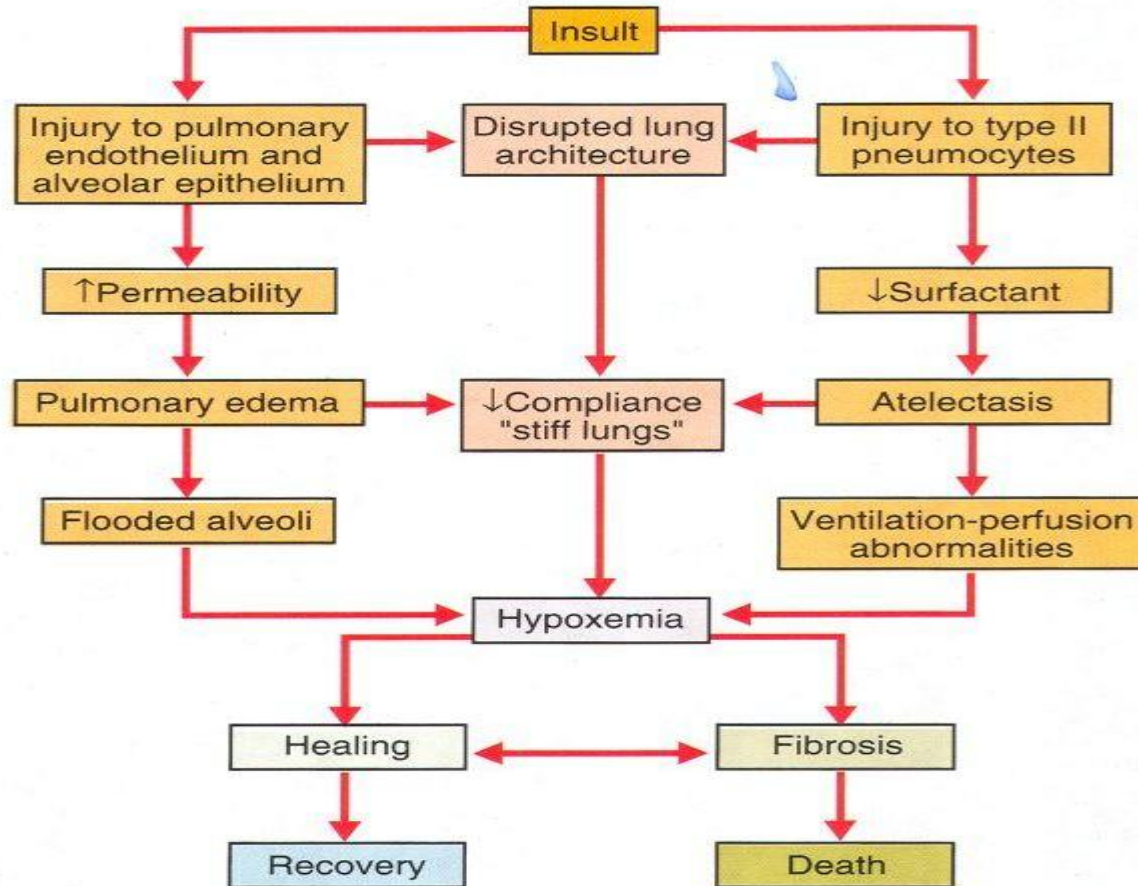 Insult
Injury to pulmonary
endothelium and
alveolar epithelium
Disrupted lung
architecture
Injury to type II
pneumocytes
↑Permeability
↓Surfactant
Pulmonary edema
↓Compliance
"stiff lungs"
Atelectasis
Flooded alveoli
Ventilation-perfusion
abnormalities
Hypoxemia
Healing
Fibrosis
Recovery
Death